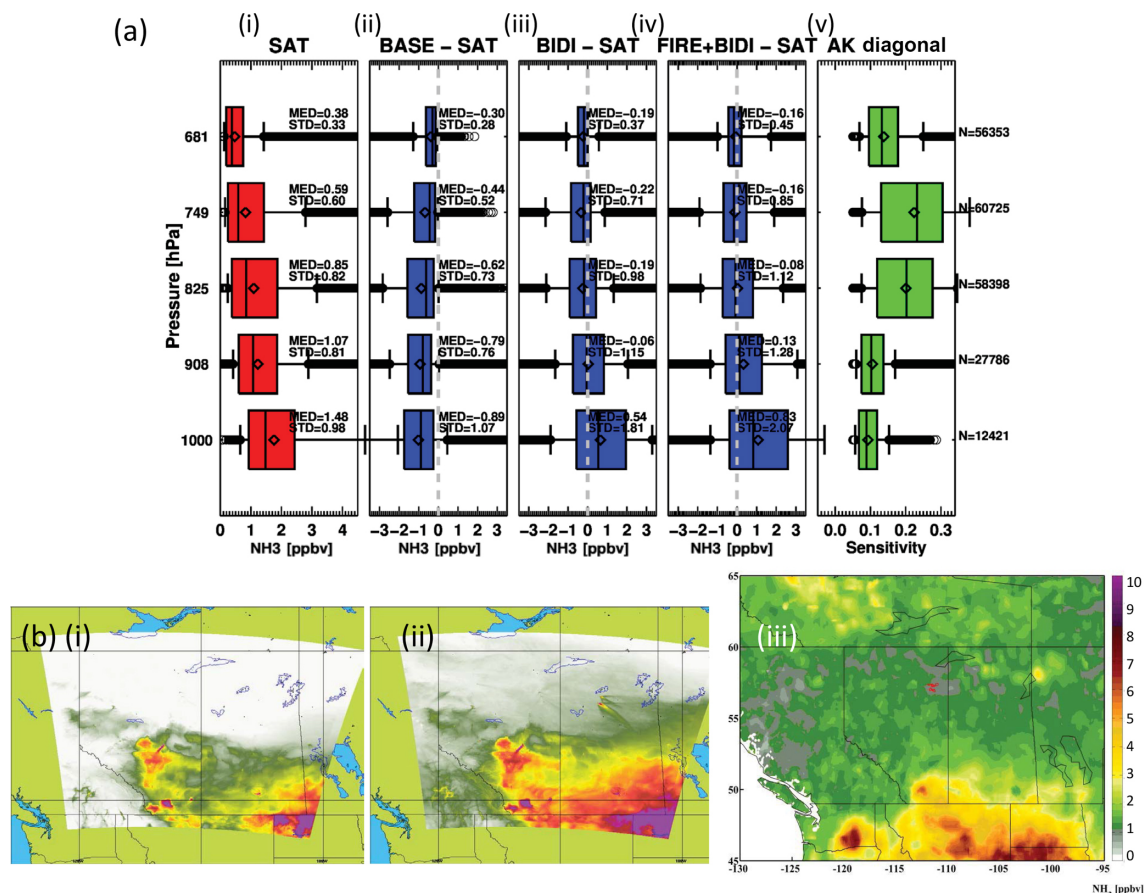 (a)
(i) (ii) (iii) (iv) (v)
SAT BASE – SAT BIDI – SAT FIRE+BIDI – SAT AK diagonal
Pressure [hPa]
681
MED=0.38
STD=0.33
MED=−0.30
STD=0.28
MED=−0.19
STD=0.37
MED=−0.16
STD=0.45
N=56353
749
MED=0.59
STD=0.60
MED=−0.44
STD=0.52
MED=−0.22
STD=0.71
MED=−0.16
STD=0.85
N=60725
825
MED=0.85
STD=0.82
MED=−0.62
STD=0.73
MED=−0.19
STD=0.98
MED=−0.08
STD=1.12
N=58398
908
MED=1.07
STD=0.81
MED=−0.79
STD=0.76
MED=−0.06
STD=1.15
MED=0.13
STD=1.28
N=27786
1000
MED=1.48
STD=0.98
MED=−0.89
STD=1.07
MED=0.54
STD=1.81
MED=0.83
STD=2.07
N=12421
0 1 2 3 4
−3−2−1 0 1 2 3
−3−2−1 0 1 2 3
−3−2−1 0 1 2 3
0.0 0.1 0.2 0.3
NH3 [ppbv] NH3 [ppbv] NH3 [ppbv] NH3 [ppbv] Sensitivity
(b) (i)
(ii)
(iii)
65
60
55
50
45
-130 -125 -120 -115 -110 -105 -100 -95
10
9
8
7
6
5
4
3
2
1
0
NH3 [ppbv]